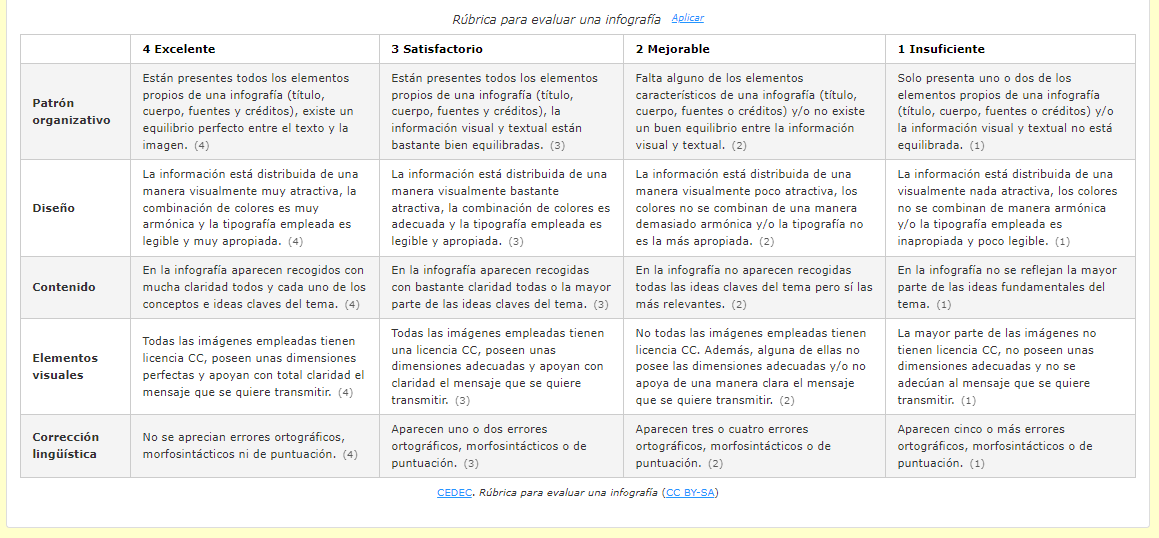 Rúbrica para evaluar una infografía Aplicar
4 Excelente
3 Satisfactorio
2 Mejorable
1 Insuficiente
Patrón
organizativo
Están presentes todos los elementos
propios de una infografía (título,
cuerpo, fuentes y créditos), existe un
equilibrio perfecto entre el texto y la
imagen. (4)
Están presentes todos los elementos
propios de una infografía (título,
cuerpo, fuentes y créditos), la
información visual y textual están
bastante bien equilibradas. (3)
Falta alguno de los elementos
característicos de una infografía (título,
cuerpo, fuentes o créditos) y/o no existe
un buen equilibrio entre la información
visual y textual. (2)
Solo presenta uno o dos de los
elementos propios de una infografía
(título, cuerpo, fuentes o créditos) y/o
la información visual y textual no está
equilibrada. (1)
Diseño
La información está distribuida de una
manera visualmente muy atractiva, la
combinación de colores es muy
armónica y la tipografía empleada es
legible y muy apropiada. (4)
La información está distribuida de una
manera visualmente bastante
atractiva, la combinación de colores es
adecuada y la tipografía empleada es
legible y apropiada. (3)
La información está distribuida de una
manera visualmente poco atractiva, los
colores no se combinan de una manera
demasiado armónica y/o la tipografía no
es la más apropiada. (2)
La información está distribuida de una
visualmente nada atractiva, los colores
no se combinan de manera armónica
y/o la tipografía empleada es
inapropiada y poco legible. (1)
Contenido
En la infografía aparecen recogidos con
mucha claridad todos y cada uno de los
conceptos e ideas claves del tema. (4)
En la infografía aparecen recogidas
con bastante claridad todas o la mayor
parte de las ideas claves del tema. (3)
En la infografía no aparecen recogidas
todas las ideas claves del tema pero sí las
más relevantes. (2)
En la infografía no se reflejan la mayor
parte de las ideas fundamentales del
tema. (1)
Elementos
visuales
Todas las imágenes empleadas tienen
licencia CC, poseen unas dimensiones
perfectas y apoyan con total claridad el
mensaje que se quiere transmitir. (4)
Todas las imágenes empleadas tienen
una licencia CC, poseen unas
dimensiones adecuadas y apoyan con
claridad el mensaje que se quiere
transmitir. (3)
No todas las imágenes empleadas tienen
licencia CC. Además, alguna de ellas no
posee las dimensiones adecuadas y/o no
apoya de una manera clara el mensaje
que se quiere transmitir. (2)
La mayor parte de las imágenes no
tienen licencia CC, no poseen unas
dimensiones adecuadas y no se
adecúan al mensaje que se quiere
transmitir. (1)
Corrección
lingüística
No se aprecian errores ortográficos,
morfosintácticos ni de puntuación. (4)
Aparecen uno o dos errores
ortográficos, morfosintácticos o de
puntuación. (3)
Aparecen tres o cuatro errores
ortográficos, morfosintácticos o de
puntuación. (2)
Aparecen cinco o más errores
ortográficos, morfosintácticos o de
puntuación. (1)
CEDEC. Rúbrica para evaluar una infografía (CC BY-SA)